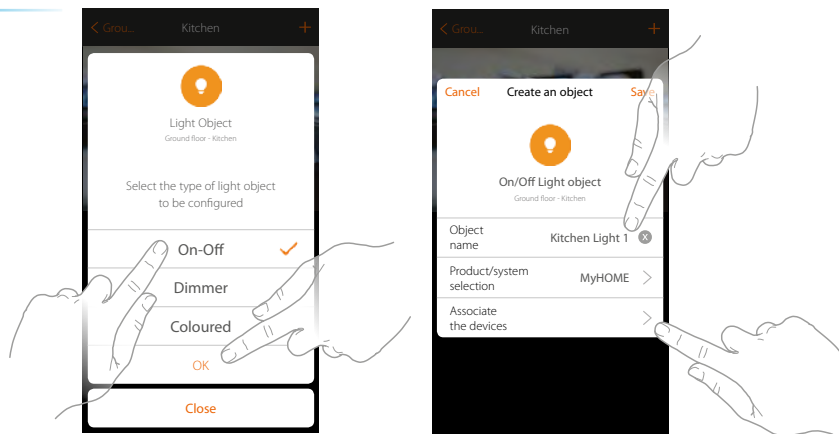 < Grou... Kitchen +
Light Object
Ground floor - Kitchen
Select the type of light object
to be configured
On-Off
Dimmer
Coloured
OK
Close
< Grou... Kitchen +
Cancel Create an object Save
On/Off Light object
Ground floor - Kitchen
Object
name
Kitchen Light 1 X
Product/system
selection
MyHOME >
Associate
the devices >